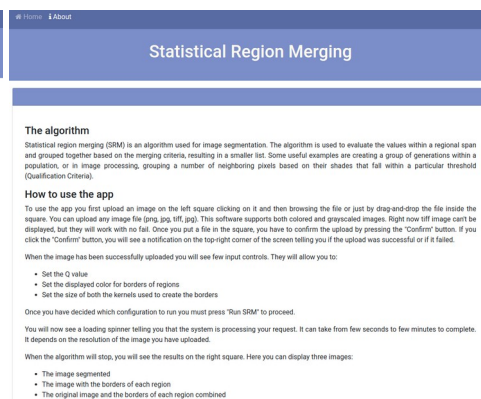 Home About
Statistical Region Merging
The algorithm
Statistical region merging (SRM) is an algorithm used for image segmentation. The algorithm is used to evaluate the values within a regional span
and grouped together based on the merging criteria, resulting in a smaller list. Some useful examples are creating a group of generations within a
population, or in image processing, grouping a number of neighboring pixels based on their shades that fall within a particular threshold
(Qualification Criteria).
How to use the app
To use the app you first upload an image on the left square clicking on it and then browsing the file or just by drag-and-drop the file inside the
square. You can upload any image file (png, jpg, tiff, jpg). This software supports both colored and grayscaled images. Right now tiff image can't be
displayed, but they will work with no fail. Once you put a file in the square, you have to confirm the upload by pressing the "Confirm" button. If you
click the "Confirm" button, you will see a notification on the top-right corner of the screen telling you if the upload was successful or if it failed.
When the image has been successfully uploaded you will see few input controls. They will allow you to:
• Set the Q value
• Set the displayed color for borders of regions
• Set the size of both the kernels used to create the borders
Once you have decided which configuration to run you must press "Run SRM" to proceed.
You will now see a loading spinner telling you that the system is processing your request. It can take from few seconds to few minutes to complete.
It depends on the resolution of the image you have uploaded.
When the algorithm will stop, you will see the results on the right square. Here you can display three images:
• The image segmented
• The image with the borders of each region
• The original image and the borders of each region combined